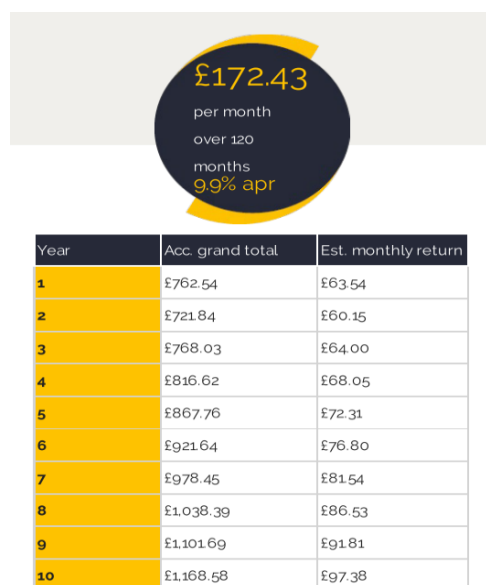 £172.43
per month
over 120
months
9.9% apr
Year Acc. grand total Est. monthly return
1 £762.54 £63.54
2 £721.84 £60.15
3 £768.03 £64.00
4 £816.62 £68.05
5 £867.76 £72.31
6 £921.64 £76.80
7 £978.45 £81.54
8 £1,038.39 £86.53
9 £1,101.69 £91.81
10 £1,168.58 £97.38